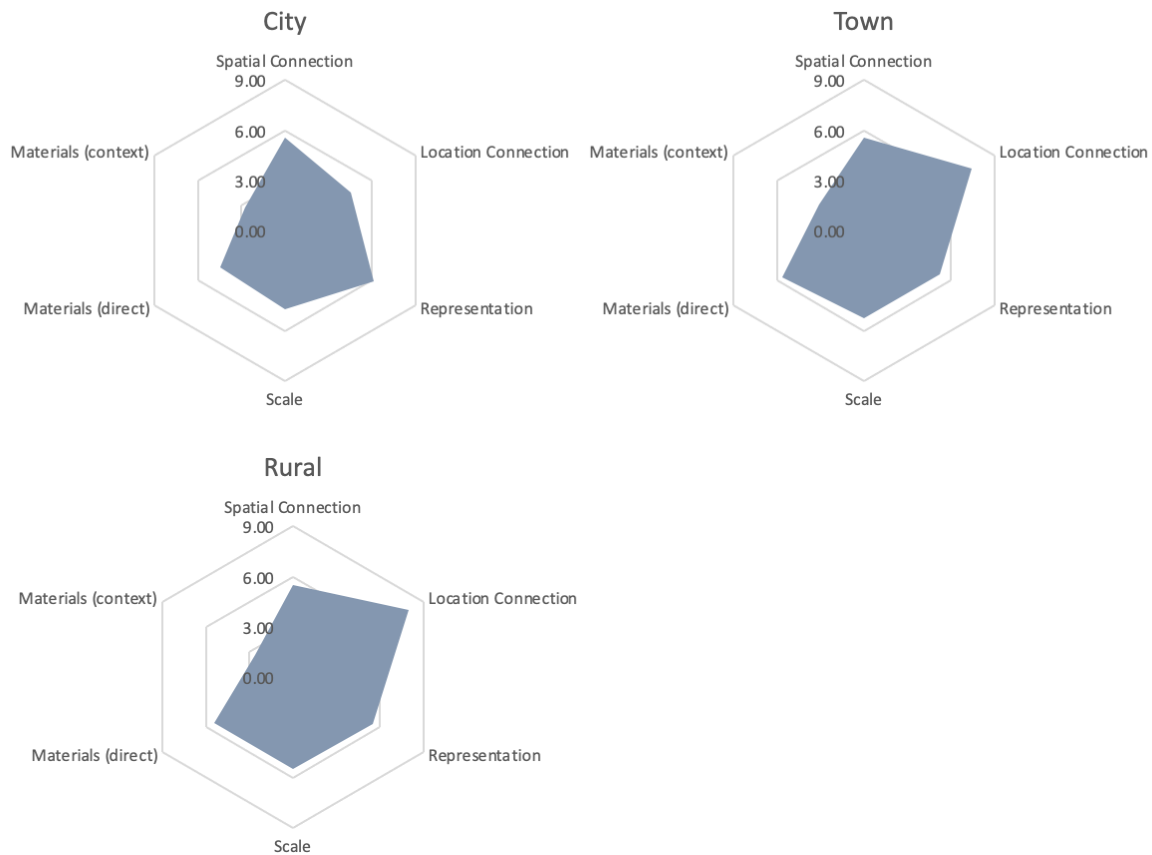 City
Spatial Connection
9.00
6.00
3.00
0.00
Materials (context)
Location Connection
Materials (direct)
Representation
Scale
Town
Spatial Connection
9.00
6.00
3.00
0.00
Materials (context)
Location Connection
Materials (direct)
Representation
Scale
Rural
Spatial Connection
9.00
6.00
3.00
0.00
Materials (context)
Location Connection
Materials (direct)
Representation
Scale